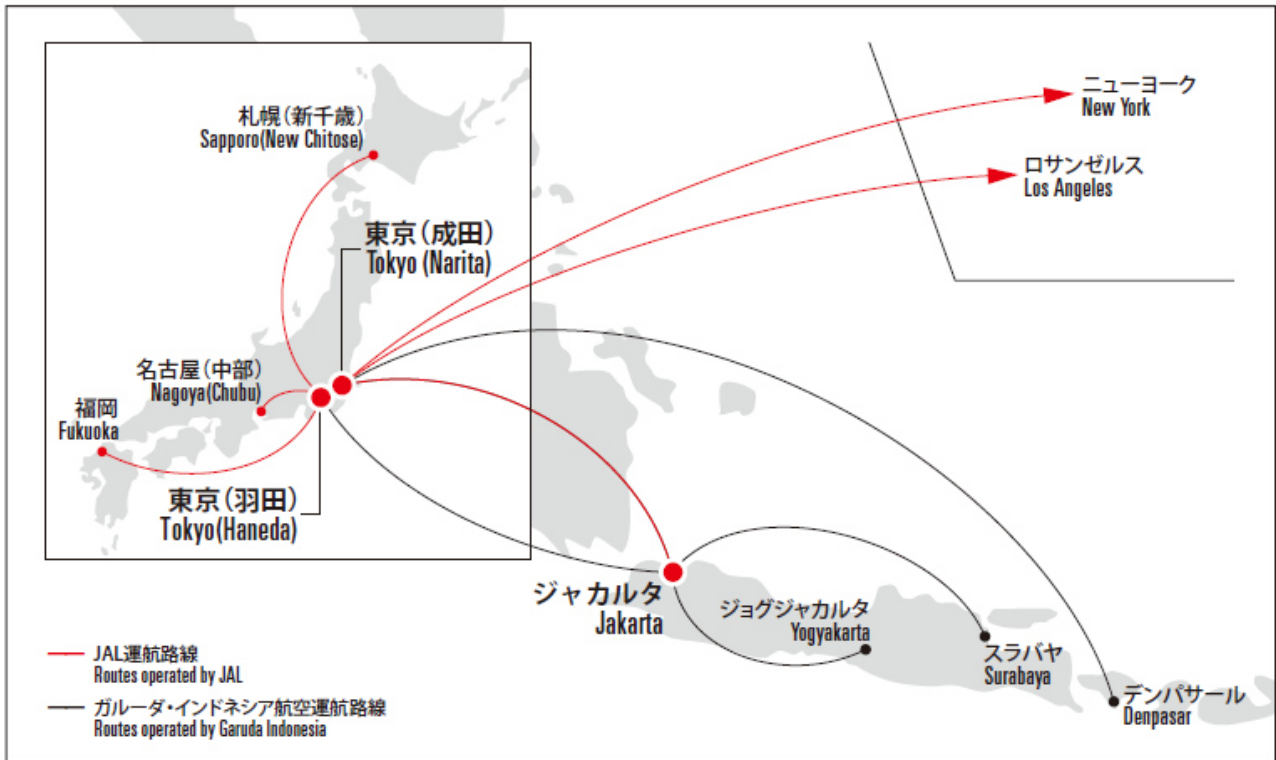 札幌(新千歳)
Sapporo(New Chitose)
東京(成田)
Tokyo (Narita)
名古屋(中部)
Nagoya(Chubu)
福岡
Fukuoka
東京(羽田)
Tokyo(Haneda)
ニューヨーク
New York
ロサンゼルス
Los Angeles
ジャカルタ
Jakarta
ジョグジャカルタ
Yogyakarta
スラバヤ
Surabaya
デンパサール
Denpasar
JAL運航路線
Routes operated by JAL
ガルーダ・インドネシア航空運航路線
Routes operated by Garuda Indonesia